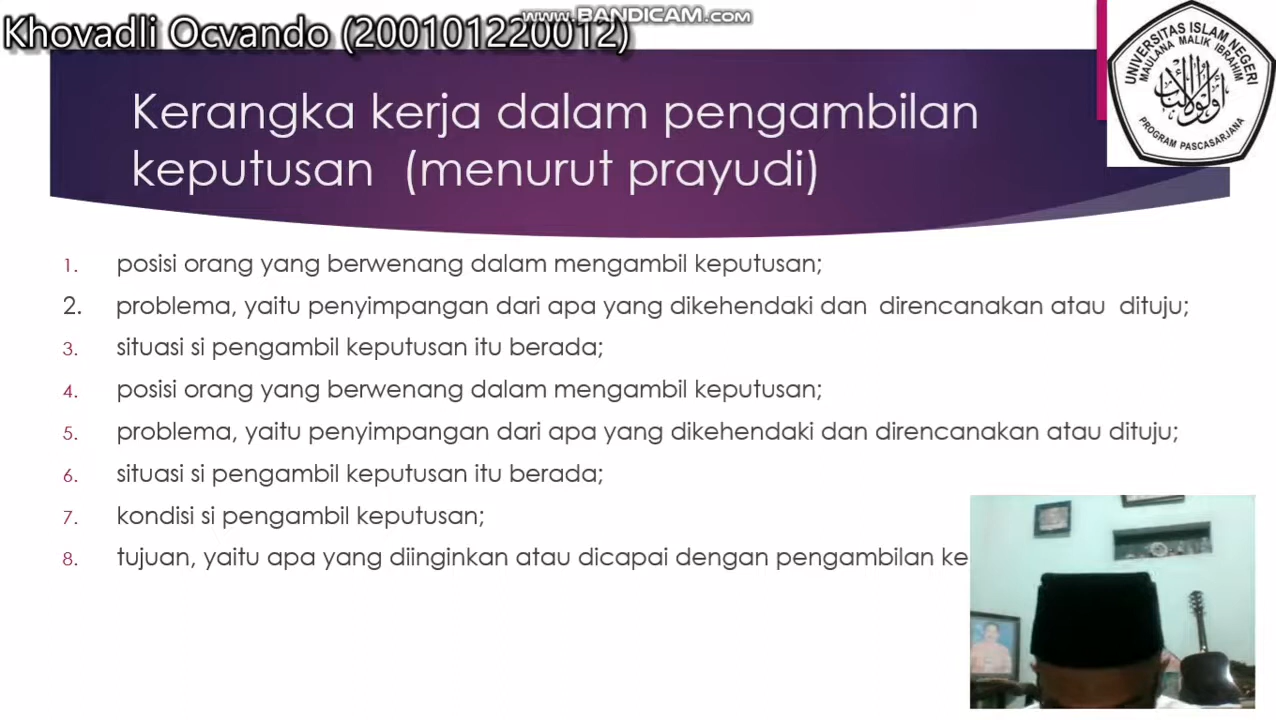 www.BANDICAM.com
Khovadli Ocvando (200101220012)
UNIVERSITAS ISLAM NEGERI
MAULANA MALIK IBRAHIM
PROGRAM PASCASARJANA
Kerangka kerja dalam pengambilan
keputusan (menurut prayudi)
1. posisi orang yang berwenang dalam mengambil keputusan;
2. problema, yaitu penyimpangan dari apa yang dikehendaki dan direncanakan atau dituju;
3. situasi si pengambil keputusan itu berada;
4. posisi orang yang berwenang dalam mengambil keputusan;
5. problema, yaitu penyimpangan dari apa yang dikehendaki dan direncanakan atau dituju;
6. situasi si pengambil keputusan itu berada;
7. kondisi si pengambil keputusan;
8. tujuan, yaitu apa yang diinginkan atau dicapai dengan pengambilan ke